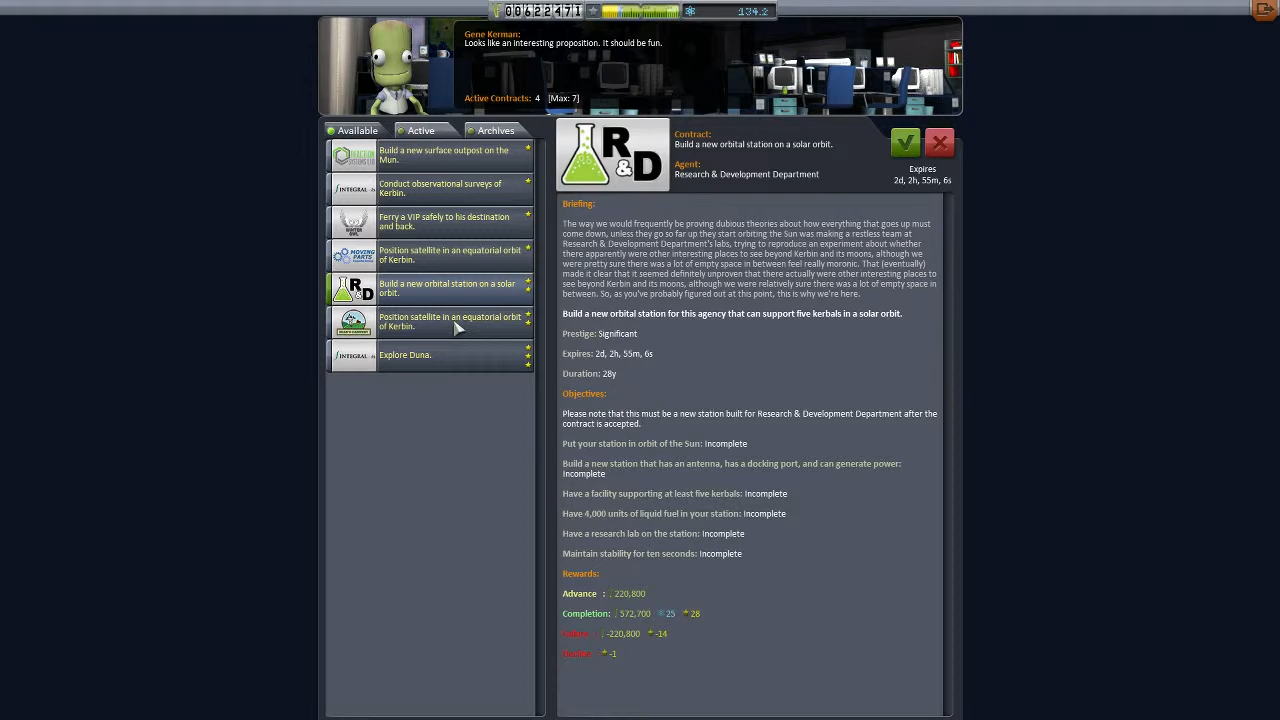 00622471
134.2
Gene Kerman:
Looks like an interesting proposition. It should be fun.
Active Contracts: 4 [Max: 7]
Available
Active
Archives
Build a new surface outpost on the
Mun.
Conduct observational surveys of
Kerbin.
Ferry a VIP safely to his destination
and back.
Position satellite in an equatorial orbit
of Kerbin.
Build a new orbital station on a solar
orbit.
Position satellite in an equatorial orbit
of Kerbin.
Explore Duna.
INTEGRAL
WINTER
OWL
MOVING
PARTS
R&D
INTEGRAL
R&D
Contract:
Build a new orbital station on a solar orbit.
Agent:
Research & Development Department
Expires
2d, 2h, 55m, 6s
Briefing:
The way we would frequently be proving dubious theories about how everything that goes up must
come down, unless they go so far up they start orbiting the Sun was making a restless team at
Research & Development Department's labs, trying to reproduce an experiment about whether
there apparently were other interesting places to see beyond Kerbin and its moons, although we
were pretty sure there was a lot of empty space in between feel really moronic. That (eventually)
made it clear that it seemed definitely unproven that there actually were other interesting places to
see beyond Kerbin and its moons, although we were relatively sure there was a lot of empty space in
between. So, as you've probably figured out at this point, this is why we're here.
Build a new orbital station for this agency that can support five kerbals in a solar orbit.
Prestige: Significant
Expires: 2d, 2h, 55m, 6s
Duration: 28y
Objectives:
Please note that this must be a new station built for Research & Development Department after the
contract is accepted.
Put your station in orbit of the Sun: Incomplete
Build a new station that has an antenna, has a docking port, and can generate power:
Incomplete
Have a facility supporting at least five kerbals: Incomplete
Have 4,000 units of liquid fuel in your station: Incomplete
Have a research lab on the station: Incomplete
Maintain stability for ten seconds: Incomplete
Rewards:
Advance : 220,800
Completion: 572,700 25 28
Failure: -220,800 -14
Decline: -1